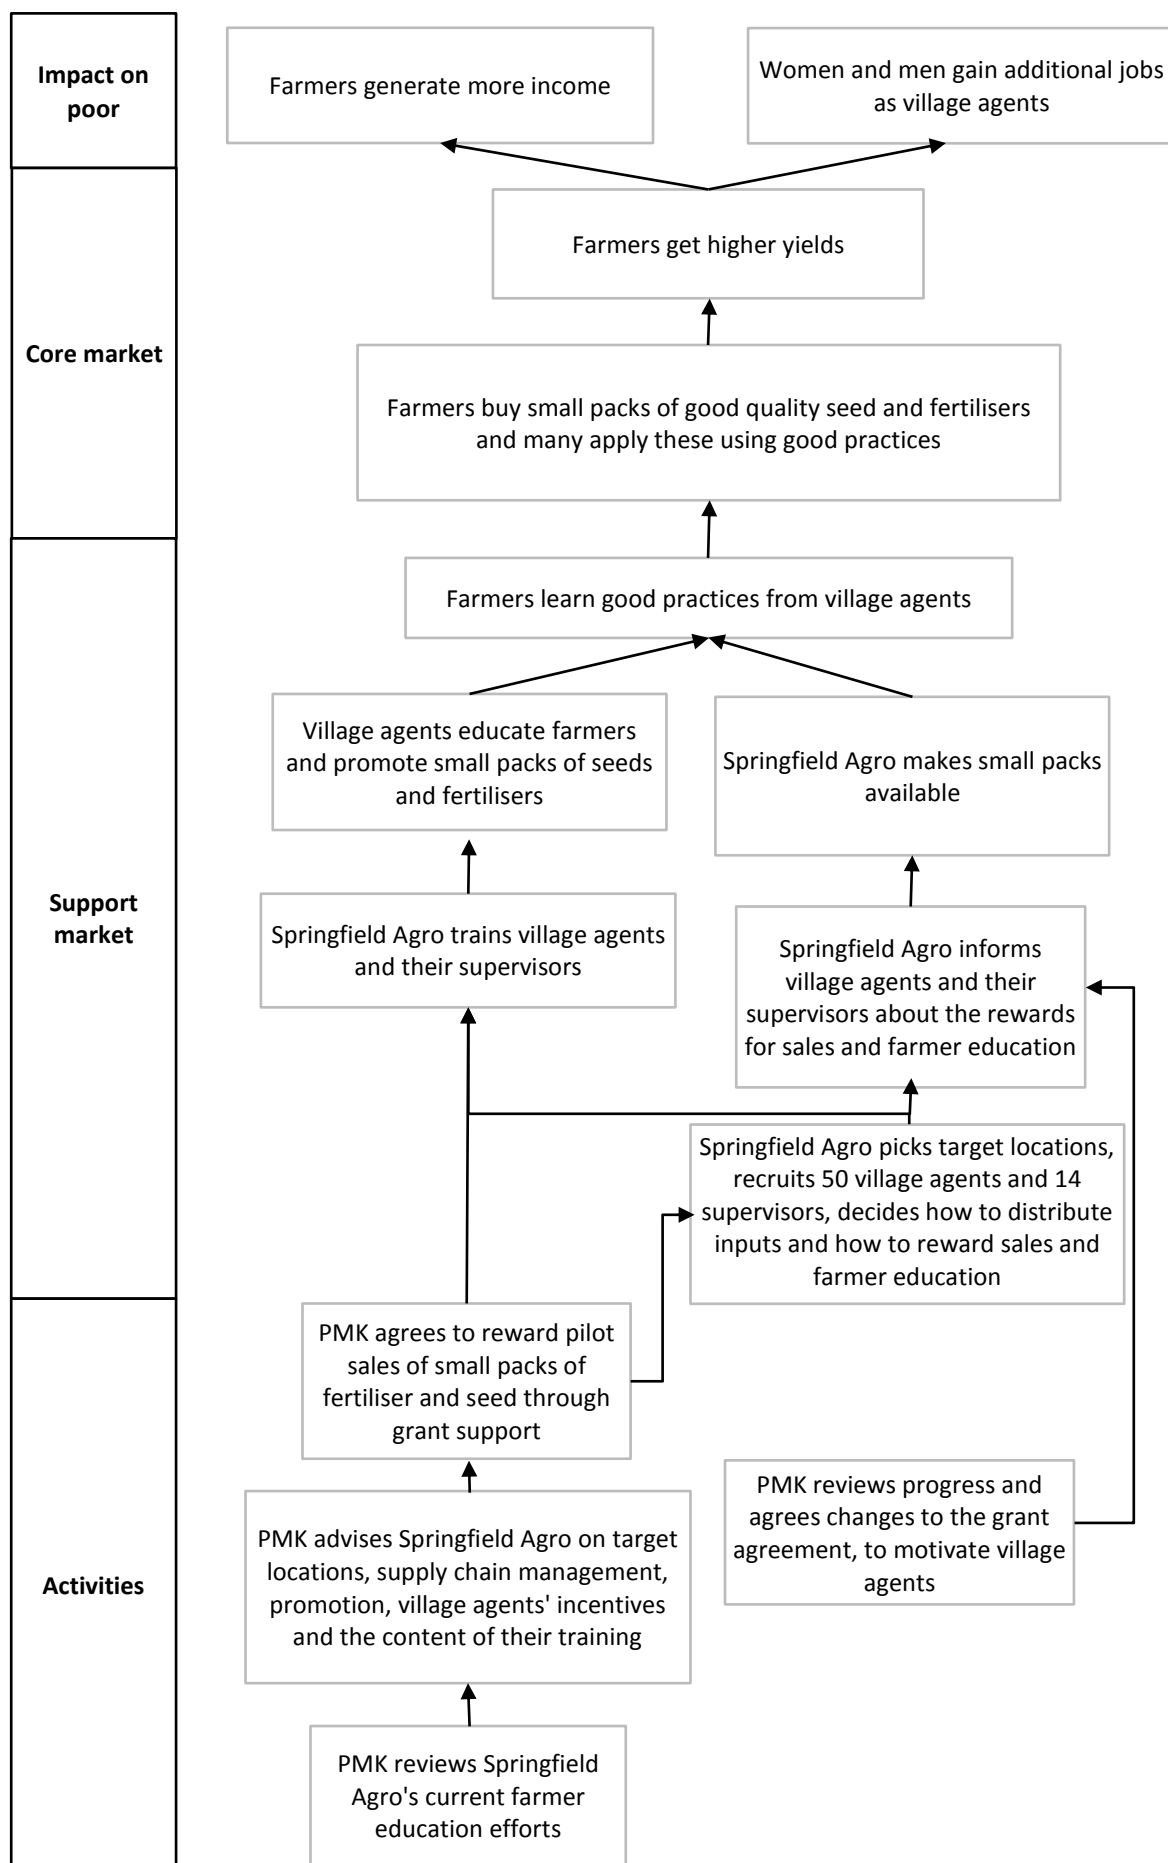 Impact on
poor
Farmers generate more income
Women and men gain additional jobs
as village agents
Core market
Farmers get higher yields
Farmers buy small packs of good quality seed and fertilisers
and many apply these using good practices
Support
market
Farmers learn good practices from village agents
Village agents educate farmers
and promote small packs of seeds
and fertilisers
Springfield Agro makes small packs
available
Springfield Agro trains village agents
and their supervisors
Springfield Agro informs
village agents and their
supervisors about the rewards
for sales and farmer education
Springfield Agro picks target locations,
recruits 50 village agents and 14
supervisors, decides how to distribute
inputs and how to reward sales and
farmer education
Activities
PMK agrees to reward pilot
sales of small packs of
fertiliser and seed through
grant support
PMK reviews progress and
agrees changes to the grant
agreement, to motivate village
agents
PMK advises Springfield Agro on target
locations, supply chain management,
promotion, village agents' incentives
and the content of their training
PMK reviews Springfield
Agro's current farmer
education efforts